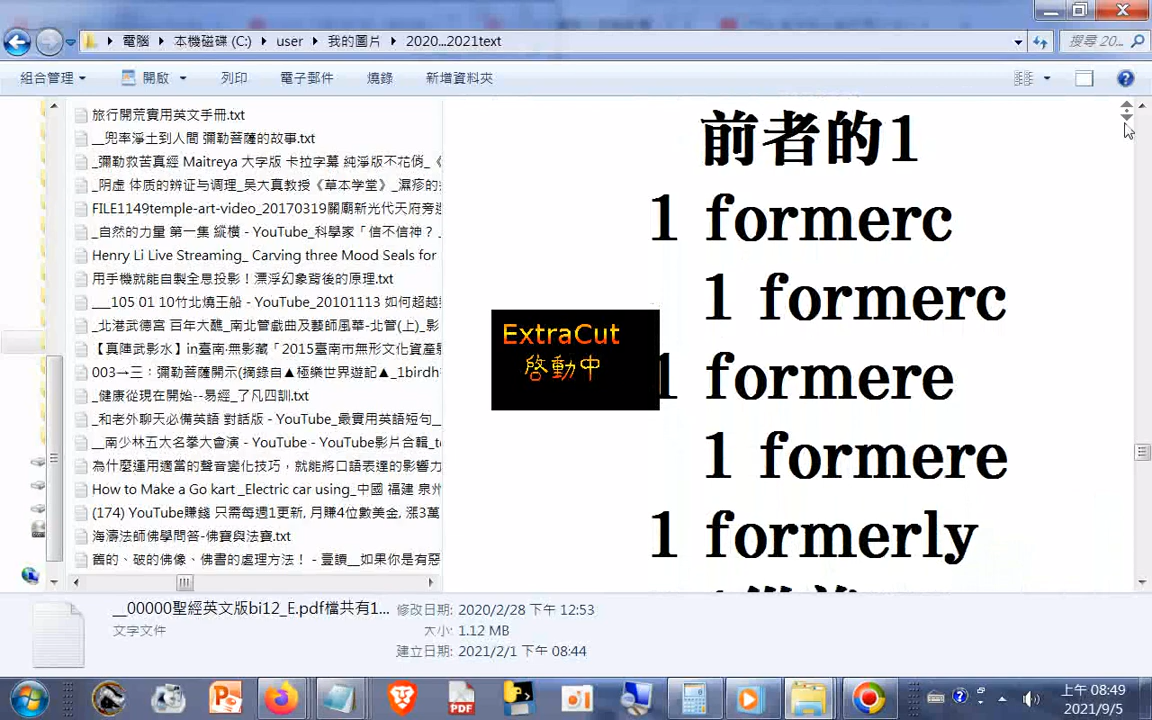 電腦 ▸ 本機磁碟 (C:) ▸ user ▸ 我的圖片 ▸ 2020...2021text
搜尋 20...
組合管理 開啟 列印 電子郵件 燒錄 新增資料夾
旅行開荒實用英文手冊.txt
__兜率淨土到人間 彌勒菩薩的故事.txt
_彌勒救苦真經 Maitreya 大字版 卡拉字幕 純淨版不花俏_《
_阴虚 体质的辨证与调理_吴大真教授《草本学堂》_濕疹的
FILE1149temple-art-video_20170319關廟新光代天府旁邊
_自然的力量 第一集 縱橫 - YouTube_科學家「信不信神？」
Henry Li Live Streaming_ Carving three Mood Seals for
用手機就能自製全息投影！漂浮幻象背後的原理.txt
___105 01 10竹北燒王船 - YouTube_20101113 如何超越
_北港武德宮 百年大醮_南北管戲曲及藝師風華-北管(上)_影
【真陣武影水】in臺南·無影藏「2015臺南市無形文化資產
003→三：彌勒菩薩開示(摘錄自▲極樂世界遊記▲_1birdh
_健康從現在開始--易經_了凡四訓.txt
_和老外聊天必備英語 對話版 - YouTube_最實用英語短句_
__南少林五大名拳大會演 - YouTube - YouTube影片合輯_t
為什麼運用適當的聲音變化技巧，就能將口語表達的影響力
How to Make a Go kart _Electric car using_中國 福建 泉州
(174) YouTube賺錢 只需每週1更新, 月賺4位數美金, 漲3萬
海濤法師佛學問答-佛寶與法寶.txt
舊的、破的佛像、佛書的處理方法！ - 壹讀__如果你是有惡
前者的1
1 formerc
1 formerc
1 formere
1 formere
1 formerly
ExtraCut
啓動中
__00000聖經英文版bi12_E.pdf檔共有1...
文字文件
修改日期: 2020/2/28 下午 12:53
大小: 1.12 MB
建立日期: 2021/2/1 下午 08:44
上午 08:49
2021/9/5